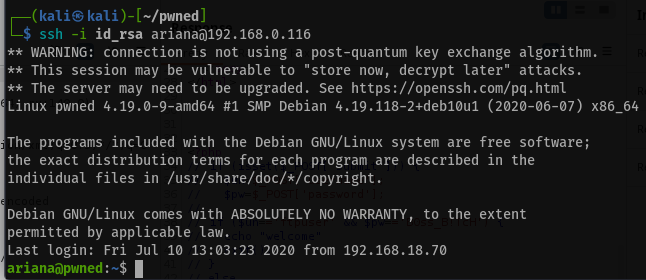 ┌──(kali㉿kali)-[~/pwned]
└─$ ssh -i id_rsa ariana@192.168.0.116
** WARNING: connection is not using a post-quantum key exchange algorithm.
** This session may be vulnerable to "store now, decrypt later" attacks.
** The server may need to be upgraded. See https://openssh.com/pq.html
Linux pwned 4.19.0-9-amd64 #1 SMP Debian 4.19.118-2+deb10u1 (2020-06-07) x86_64

The programs included with the Debian GNU/Linux system are free software;
the exact distribution terms for each program are described in the
individual files in /usr/share/doc/*/copyright.

Debian GNU/Linux comes with ABSOLUTELY NO WARRANTY, to the extent
permitted by applicable law.
Last login: Fri Jul 10 13:03:23 2020 from 192.168.18.70
ariana@pwned:~$